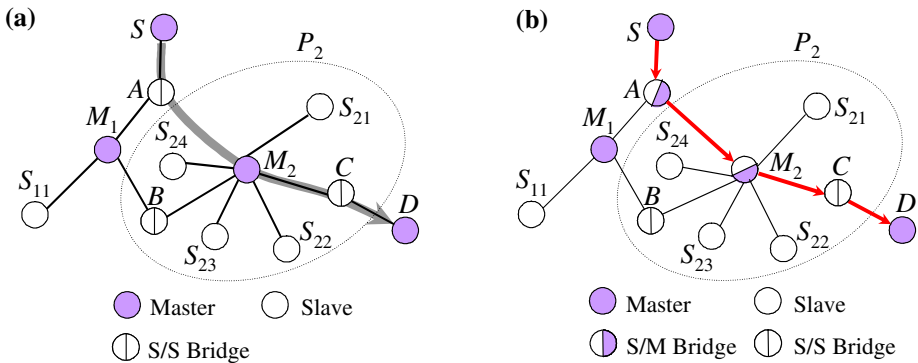 (a)
S
P₂
A
S₂₁
M₁
S₂₄
M₂
C
S₁₁
B
D
S₂₃
S₂₂
Master
Slave
S/S Bridge
(b)
S
P₂
A
S₂₁
M₁
S₂₄
M₂
C
S₁₁
B
D
S₂₃
S₂₂
Master
Slave
S/M Bridge
S/S Bridge